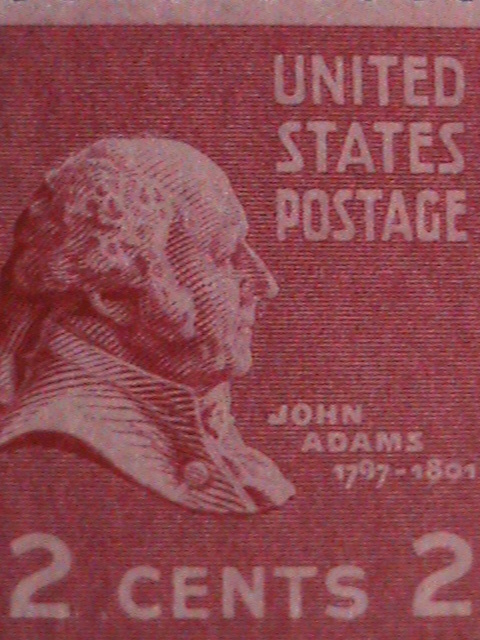 UNITED
STATES
POSTAGE
JOHN
ADAMS
1797-1801
2 CENTS 2